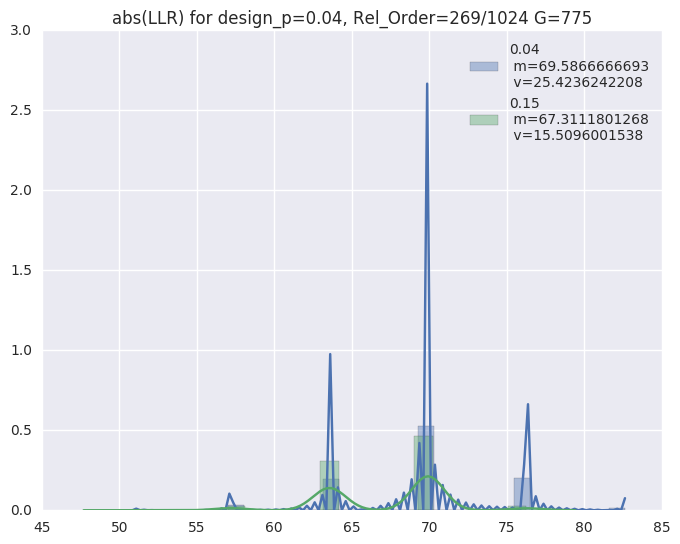 abs(LLR) for design_p=0.04, Rel_Order=269/1024 G=775
3.0
2.5
2.0
1.5
1.0
0.5
0.0
0.04
m=69.5866666693
v=25.4236242208
0.15
m=67.3111801268
v=15.5096001538
45 50 55 60 65 70 75 80 85